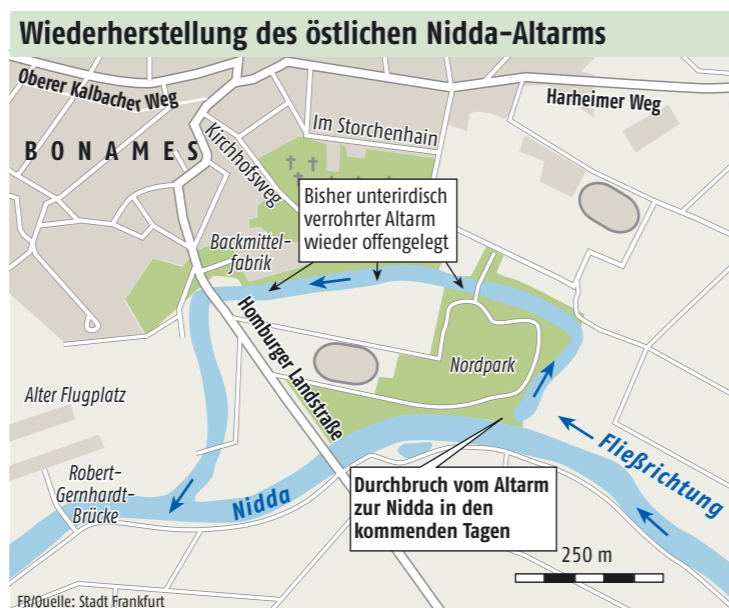 Wiederherstellung des östlichen Nidda-Altarms
Oberer Kalbacher Weg
Harheimer Weg
Im Storchenhain
BONAMES
Kirchhofsweg
Bisher unterirdisch
verrohrter Altarm
wieder offengelegt
Backmittel-
fabrik
Homburger Landstraße
Nordpark
Alter Flugplatz
Fließrichtung
Robert-
Gernhardt-
Brücke
Nidda
Durchbruch vom Altarm
zur Nidda in den
kommenden Tagen
250 m
FR/Quelle: Stadt Frankfurt